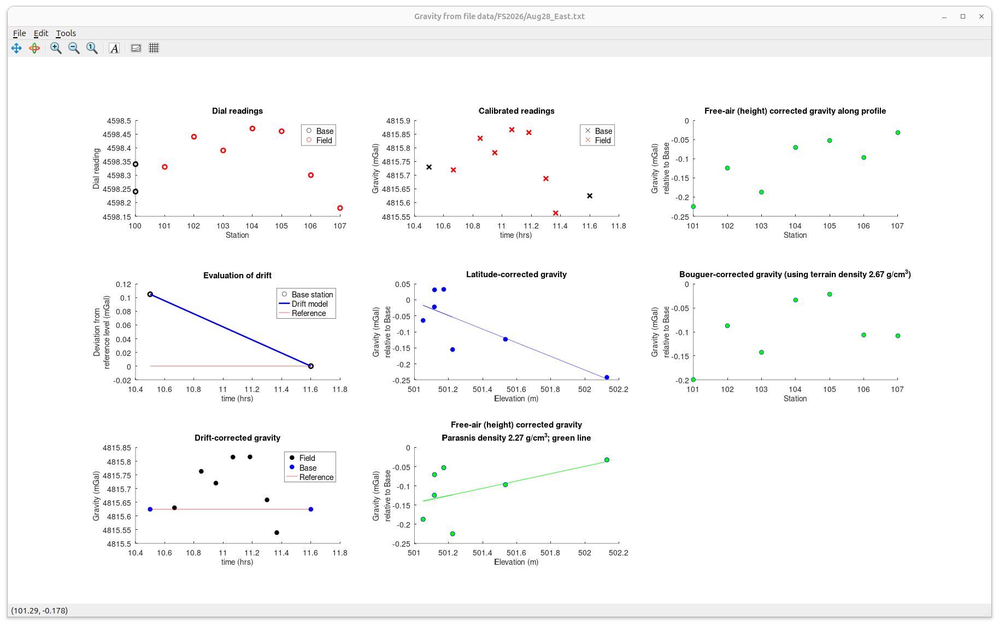 Gravity from file data/FS2026/Aug28_East.txt
File Edit Tools
Dial readings
Dial reading
4598.5
4598.45
4598.4
4598.35
4598.3
4598.25
4598.2
4598.15
100 101 102 103 104 105 106 107
Station
Base
Field
Calibrated readings
Gravity (mGal)
4815.9
4815.85
4815.8
4815.75
4815.7
4815.65
4815.6
4815.55
10.4 10.6 10.8 11 11.2 11.4 11.6 11.8
time (hrs)
Base
Field
Free-air (height) corrected gravity along profile
Gravity (mGal)
relative to Base
0
-0.05
-0.1
-0.15
-0.2
-0.25
101 102 103 104 105 106 107
Station
Evaluation of drift
Deviation from
reference level (mGal)
0.12
0.1
0.08
0.06
0.04
0.02
0
-0.02
10.4 10.6 10.8 11 11.2 11.4 11.6 11.8
time (hrs)
Base station
Drift model
Reference
Latitude-corrected gravity
Gravity (mGal)
relative to Base
0.05
0
-0.05
-0.1
-0.15
-0.2
-0.25
501 501.2 501.4 501.6 501.8 502 502.2
Elevation (m)
Bouguer-corrected gravity (using terrain density 2.67 g/cm³)
Gravity (mGal)
relative to Base
0
-0.05
-0.1
-0.15
-0.2
101 102 103 104 105 106 107
Station
Drift-corrected gravity
Gravity (mGal)
4815.85
4815.8
4815.75
4815.7
4815.65
4815.6
4815.55
4815.5
10.4 10.6 10.8 11 11.2 11.4 11.6 11.8
time (hrs)
Field
Base
Reference
Free-air (height) corrected gravity
Parasnis density 2.27 g/cm³; green line
Gravity (mGal)
relative to Base
0
-0.05
-0.1
-0.15
-0.2
-0.25
501 501.2 501.4 501.6 501.8 502 502.2
Elevation (m)
(101.29, -0.178)